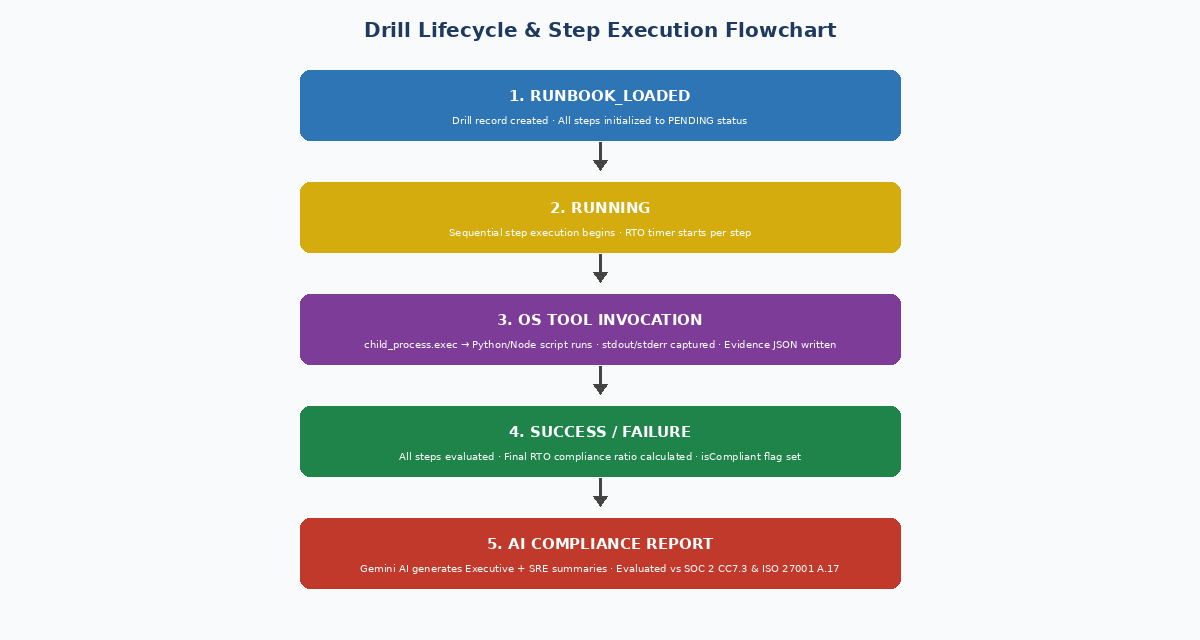 Drill Lifecycle & Step Execution Flowchart
1. RUNBOOK_LOADED
Drill record created · All steps initialized to PENDING status
2. RUNNING
Sequential step execution begins · RTO timer starts per step
3. OS TOOL INVOCATION
child_process.exec → Python/Node script runs · stdout/stderr captured · Evidence JSON written
4. SUCCESS / FAILURE
All steps evaluated · Final RTO compliance ratio calculated · isCompliant flag set
5. AI COMPLIANCE REPORT
Gemini AI generates Executive + SRE summaries · Evaluated vs SOC 2 CC7.3 & ISO 27001 A.17